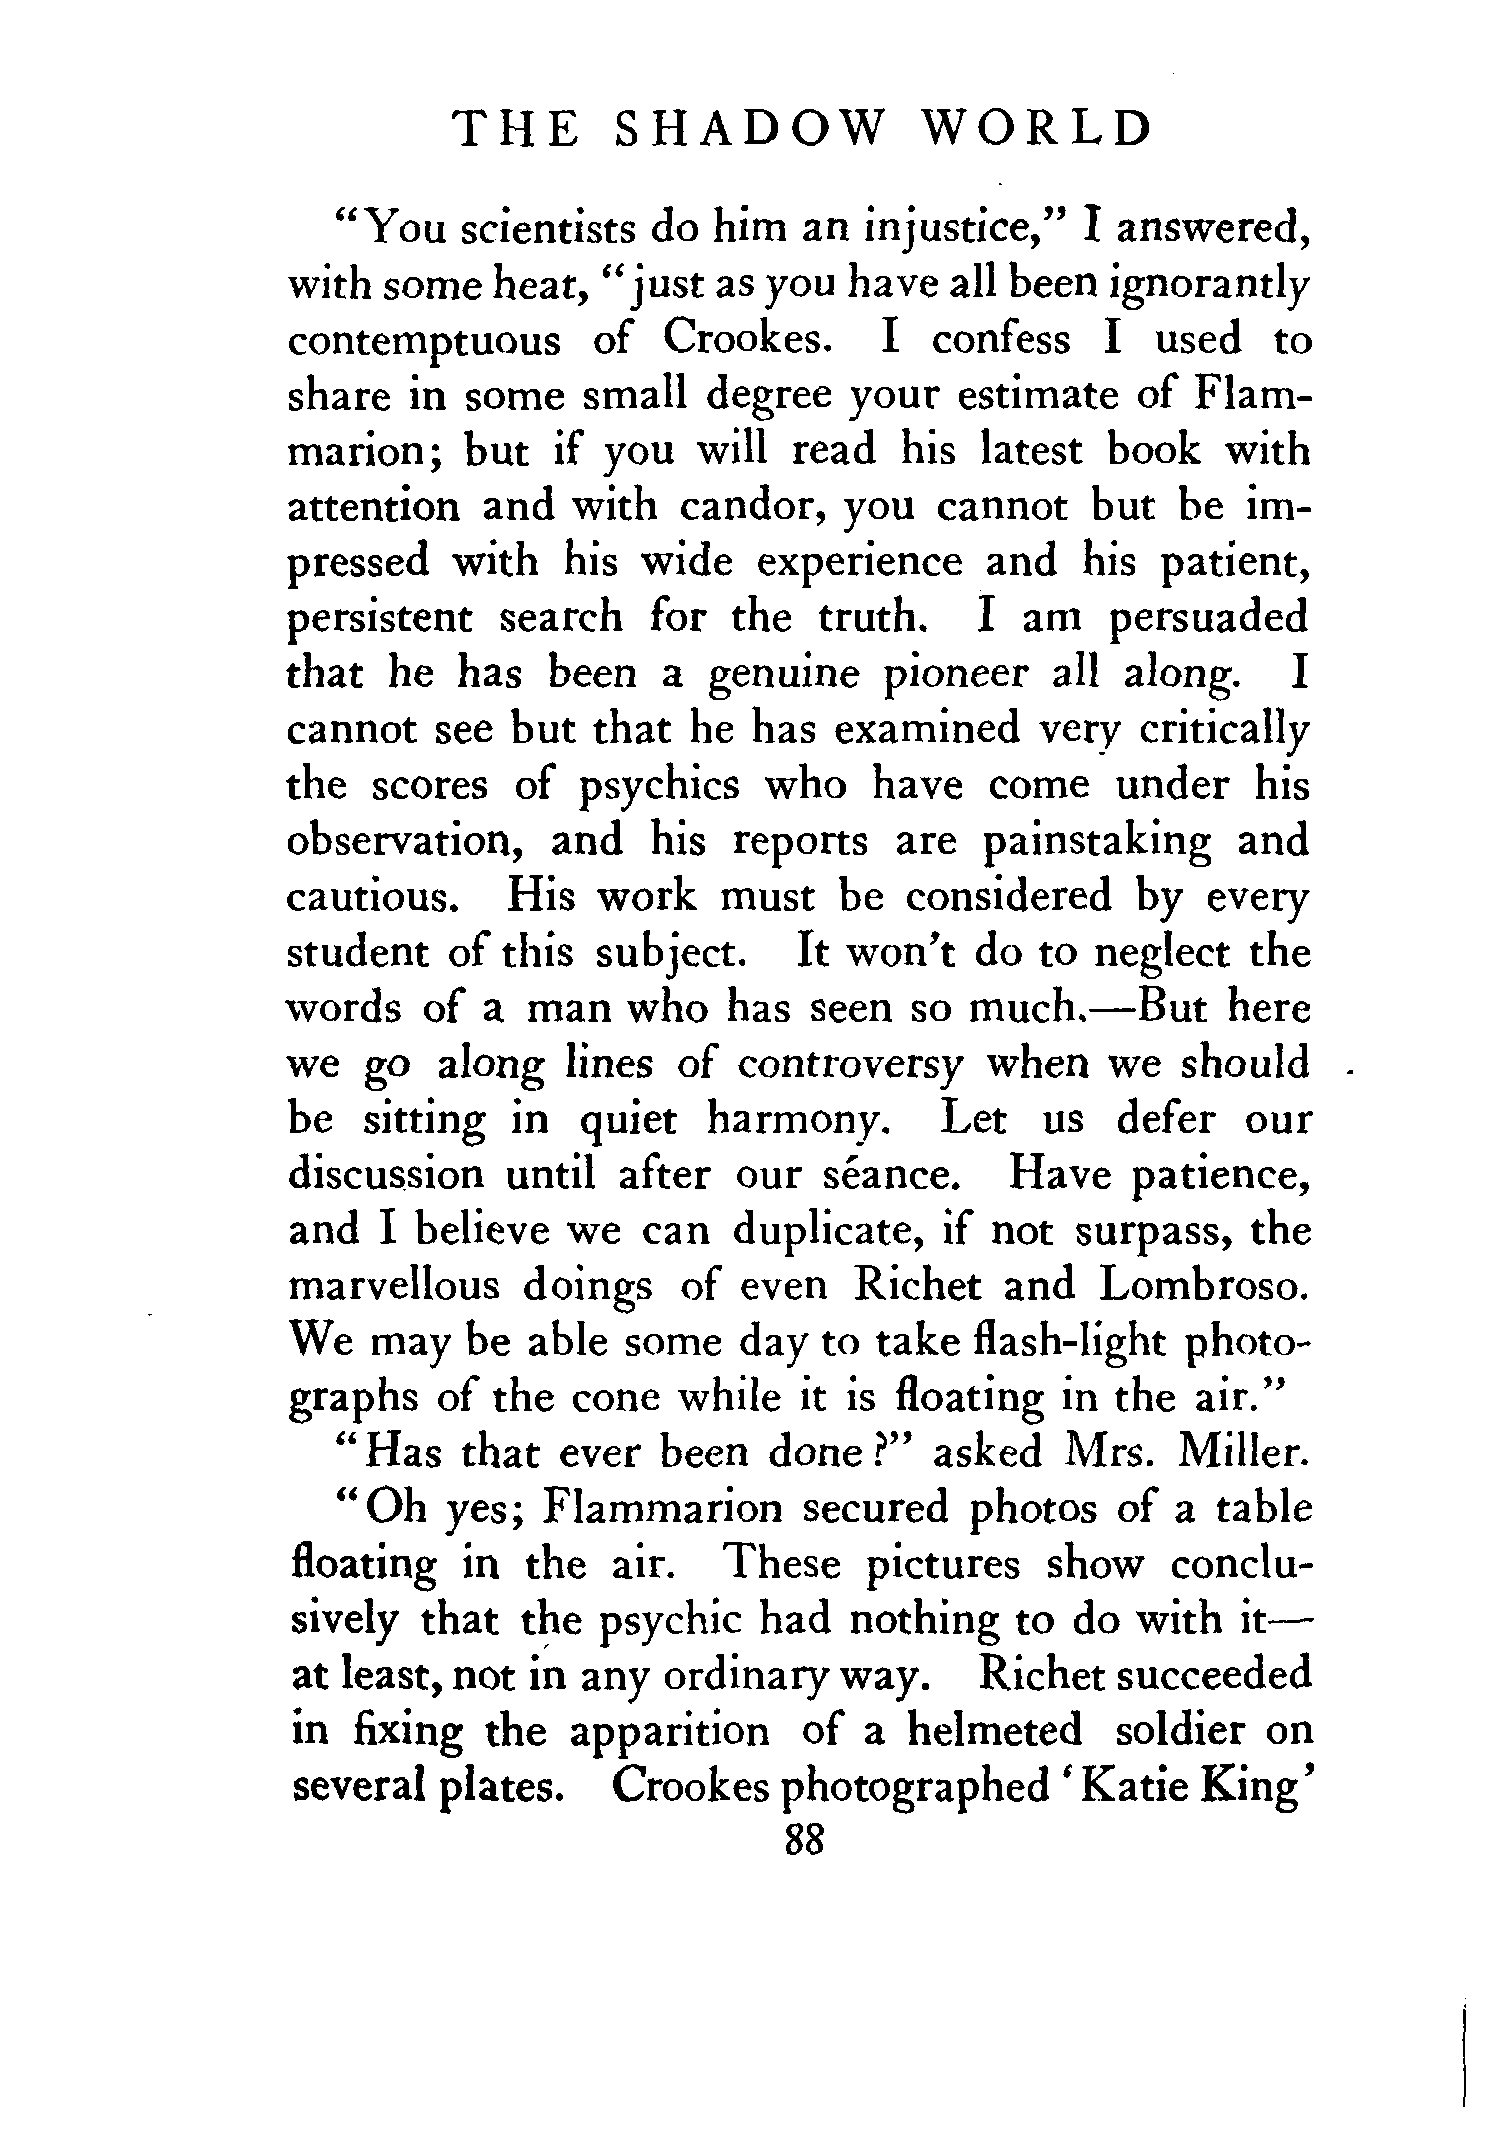 THE SHADOW WORLD
“You scientists do him an injustice,” I answered,
with some heat, “just as you have all been ignorantly
contemptuous of Crookes. I confess I used to
share in some small degree your estimate of Flam-
marion; but if you will read his latest book with
attention and with candor, you cannot but be im-
pressed with his wide experience and his patient,
persistent search for the truth. I am persuaded
that he has been a genuine pioneer all along. I
cannot see but that he has examined very critically
the scores of psychics who have come under his
observation, and his reports are painstaking and
cautious. His work must be considered by every
student of this subject. It won’t do to neglect the
words of a man who has seen so much.—But here
we go along lines of controversy when we should
be sitting in quiet harmony. Let us defer our
discussion until after our séance. Have patience,
and I believe we can duplicate, if not surpass, the
marvellous doings of even Richet and Lombroso.
We may be able some day to take flash-light photo-
graphs of the cone while it is floating in the air.”
“Has that ever been done?” asked Mrs. Miller.
“Oh yes; Flammarion secured photos of a table
floating in the air. These pictures show conclu-
sively that the psychic had nothing to do with it—
at least, not in any ordinary way. Richet succeeded
in fixing the apparition of a helmeted soldier on
several plates. Crookes photographed ‘Katie King’
88